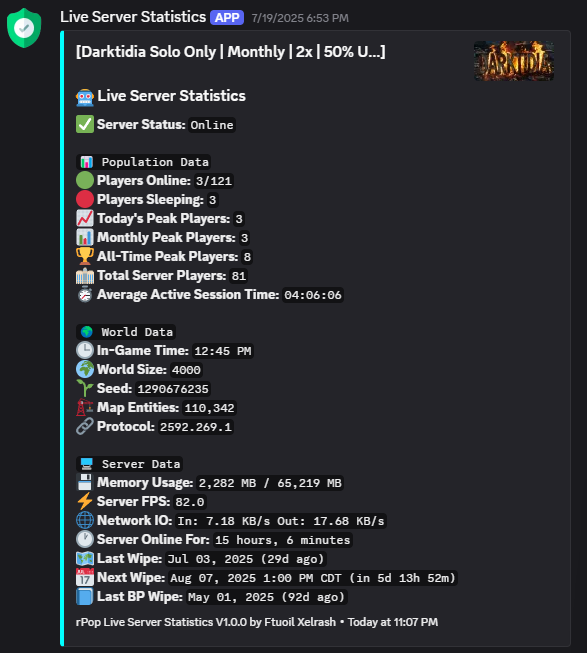 Live Server Statistics APP 7/19/2025 6:53 PM
[Darktidia Solo Only | Monthly | 2x | 50% U...]
DARKTIDIA
Live Server Statistics
Server Status: Online
Population Data
Players Online: 3/121
Players Sleeping: 3
Today's Peak Players: 3
Monthly Peak Players: 3
All-Time Peak Players: 8
Total Server Players: 81
Average Active Session Time: 04:06:06
World Data
In-Game Time: 12:45 PM
World Size: 4000
Seed: 1290676235
Map Entities: 110,342
Protocol: 2592.269.1
Server Data
Memory Usage: 2,282 MB / 65,219 MB
Server FPS: 82.0
Network IO: In: 7.18 KB/s Out: 17.68 KB/s
Server Online For: 15 hours, 6 minutes
Last Wipe: Jul 03, 2025 (29d ago)
17 Next Wipe: Aug 07, 2025 1:00 PM CDT (in 5d 13h 52m)
Last BP Wipe: May 01, 2025 (92d ago)
rPop Live Server Statistics V1.0.0 by Ftuoil Xelrash • Today at 11:07 PM